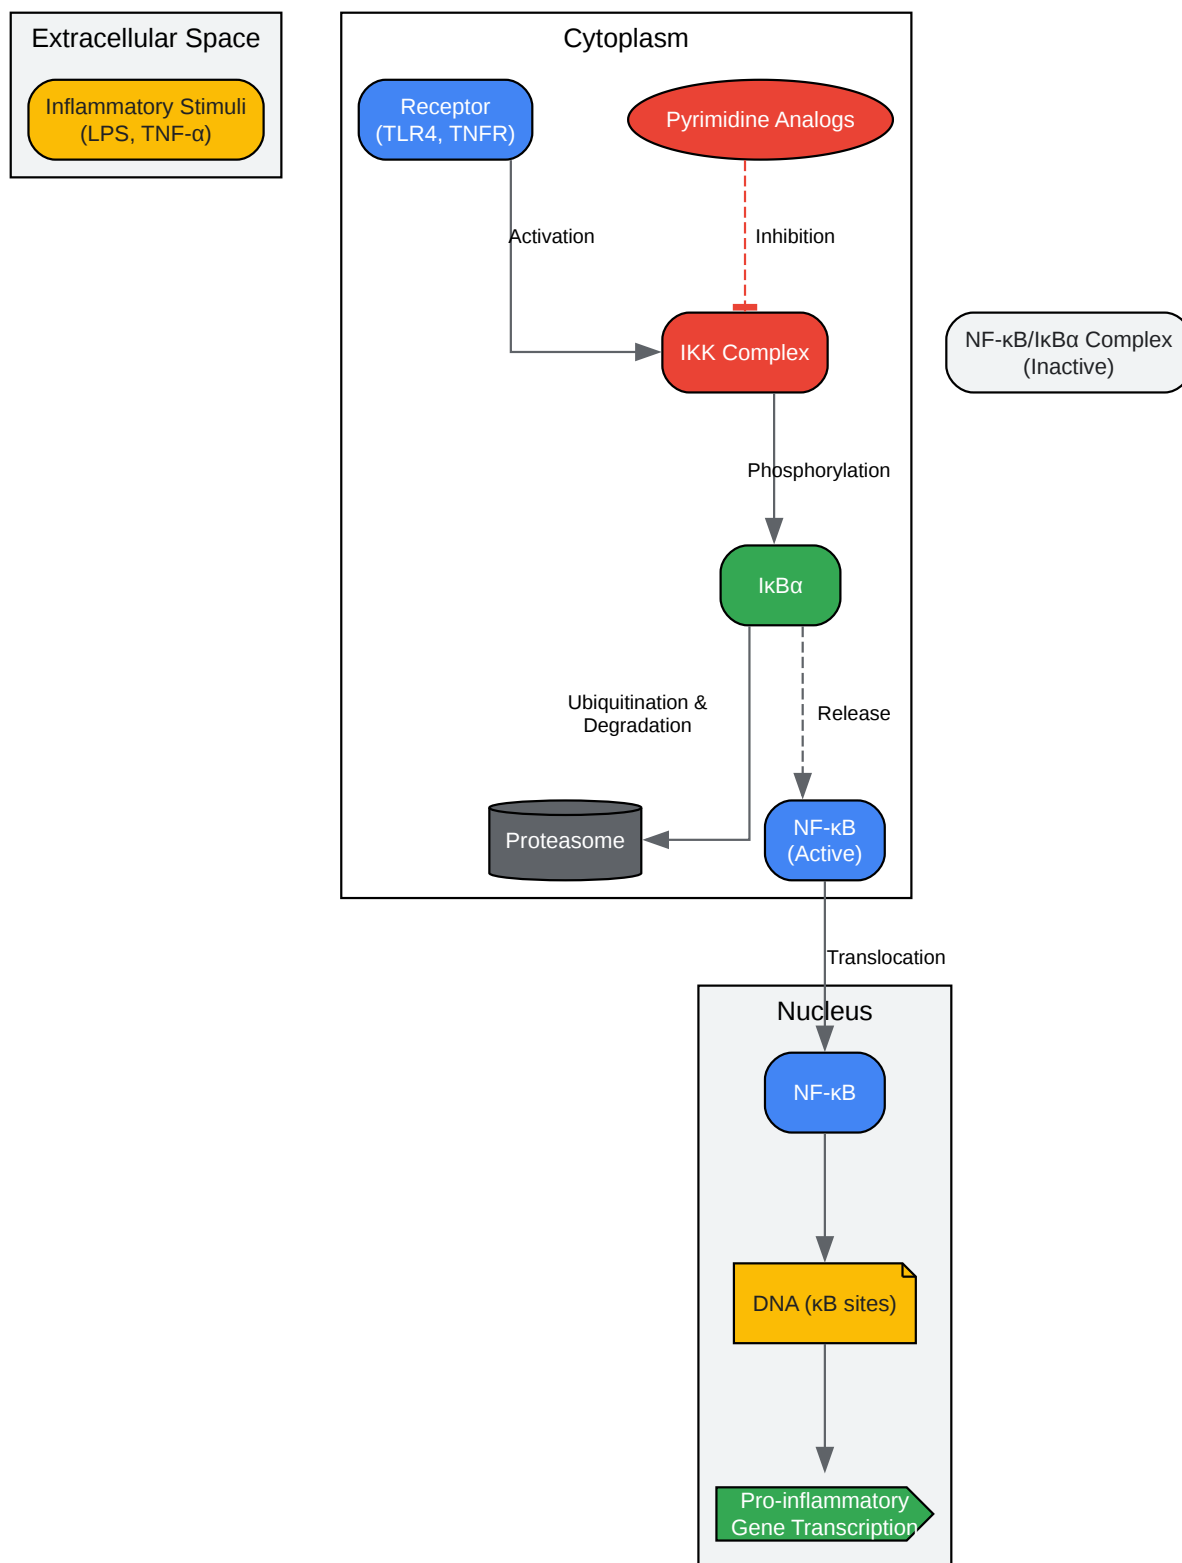 Extracellular Space
Inflammatory Stimuli
(LPS, TNF-α)
Cytoplasm
Receptor
(TLR4, TNFR)
Pyrimidine Analogs
Activation
Inhibition
IKK Complex
NF-κB/IκBα Complex
(Inactive)
Phosphorylation
IκBα
Ubiquitination &
Degradation
Release
Proteasome
NF-κB
(Active)
Translocation
Nucleus
NF-κB
DNA (κB sites)
Pro-inflammatory
Gene Transcription